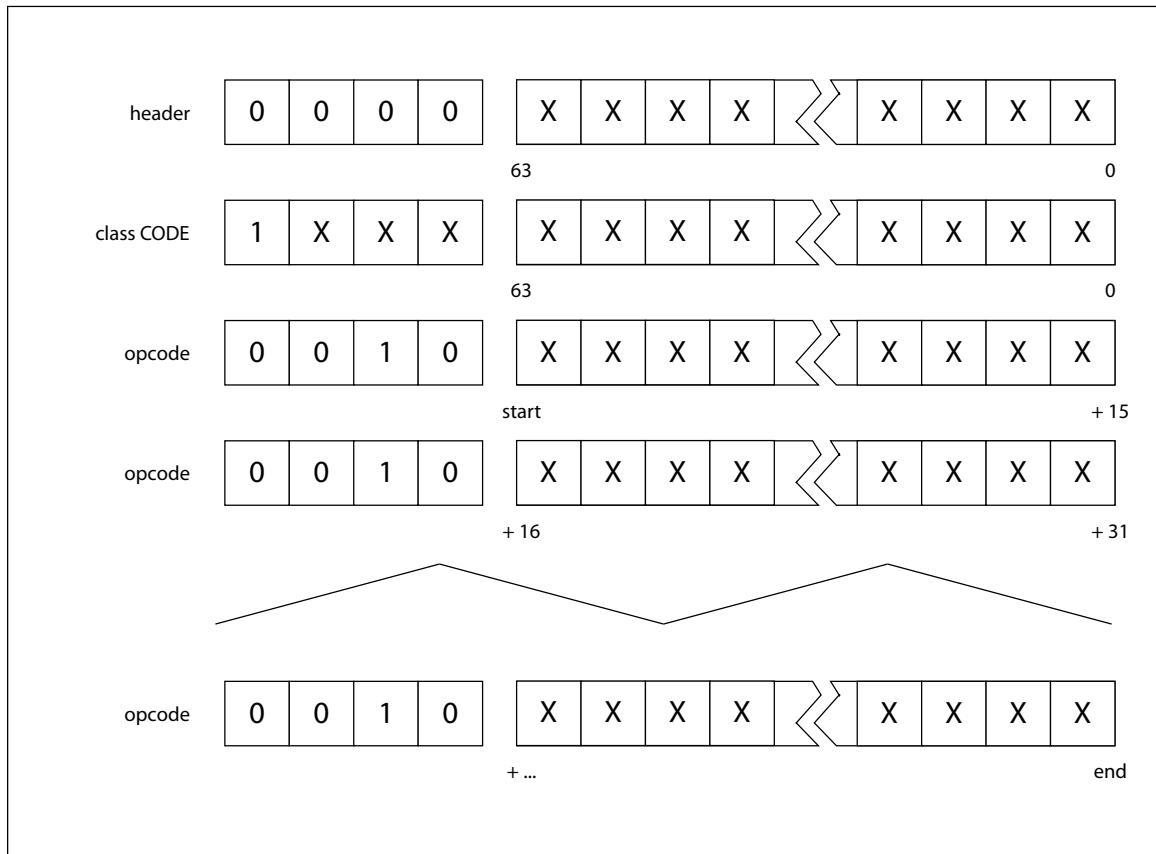 header 0 0 0 0 X X X X X X X X
63 0
class CODE 1 X X X X X X X X X X X
63 0
opcode 0 0 1 0 X X X X X X X X
start + 15
opcode 0 0 1 0 X X X X X X X X
+ 16 + 31
opcode 0 0 1 0 X X X X X X X X
+ ... end